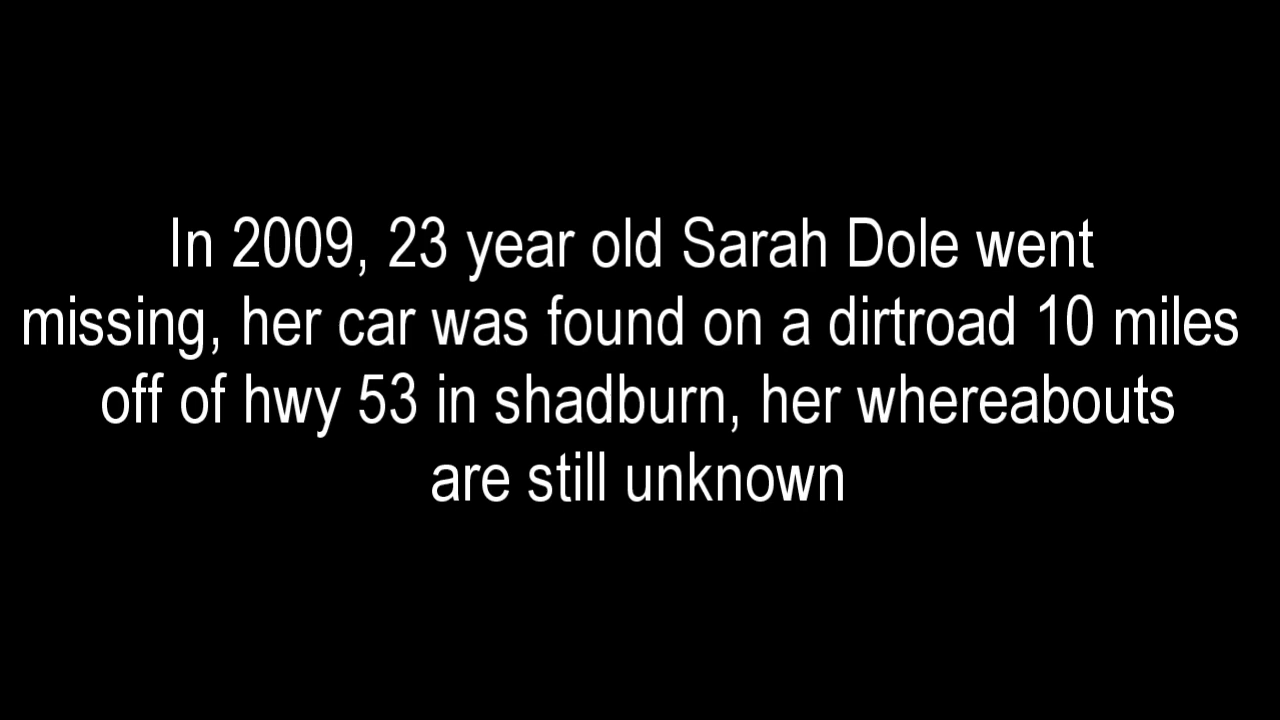 In 2009, 23 year old Sarah Dole went
missing, her car was found on a dirtroad 10 miles
off of hwy 53 in shadburn, her whereabouts
are still unknown